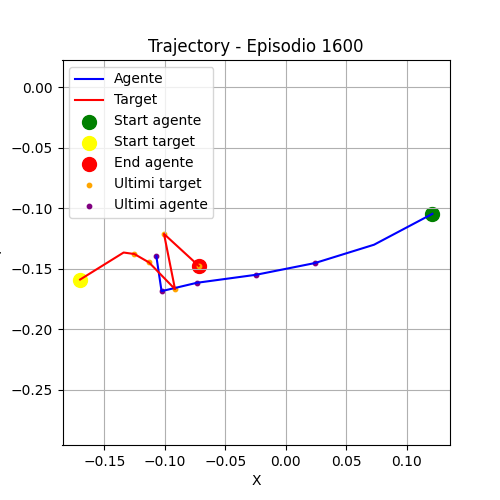 Trajectory - Episodio 1600
Agente
Target
Start agente
Start target
End agente
Ultimi target
Ultimi agente
0.00
−0.05
−0.10
−0.15
−0.20
−0.25
−0.15
−0.10
−0.05
0.00
0.05
0.10
X